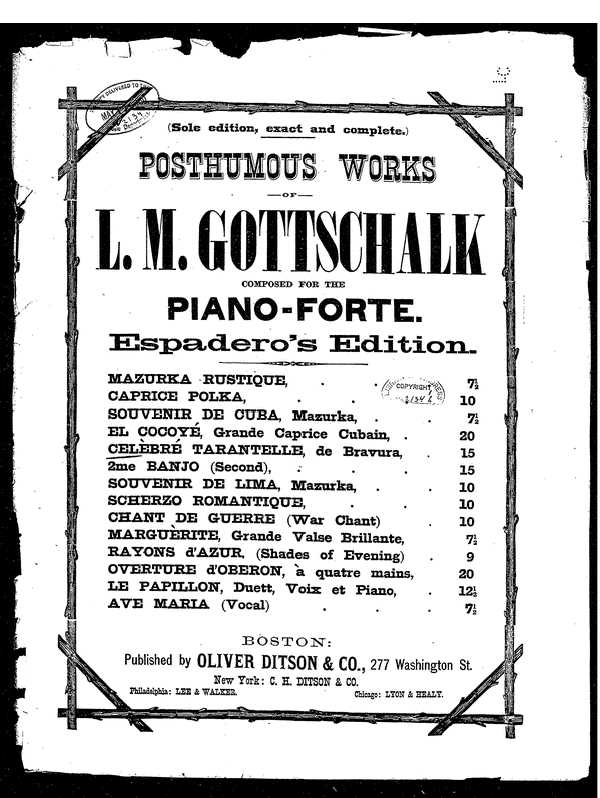 (Sole edition, exact and complete.)
POSTHUMOUS WORKS
—OF—
L. M. GOTTSCHALK
COMPOSED FOR THE
PIANO-FORTE.
Espadero's Edition.
MAZURKA RUSTIQUE, . . 7½
CAPRICE POLKA, . . 10
COPYRIGHT
SOUVENIR DE CUBA, Mazurka, . . 7½
EL COCOYÉ, Grande Caprice Cubain, . 20
CELÈBRÉ TARANTELLE, de Bravura, . 15
2me BANJO (Second), . . . 15
SOUVENIR DE LIMA, Mazurka, . . 10
SCHERZO ROMANTIQUE, . . . 10
CHANT DE GUERRE (War Chant) . 10
MARGUÈRITE, Grande Valse Brillante, 7½
RAYONS d'AZUR, (Shades of Evening) . 9
OVERTURE d'OBERON, à quatre mains, 20
LE PAPILLON, Duett, Voix et Piano, . 12½
AVE MARIA (Vocal) . . . 7½
BOSTON:
Published by OLIVER DITSON & CO., 277 Washington St.
New York: C. H. DITSON & CO.
Philadelphia: LEE & WALKER. Chicago: LYON & HEALY.